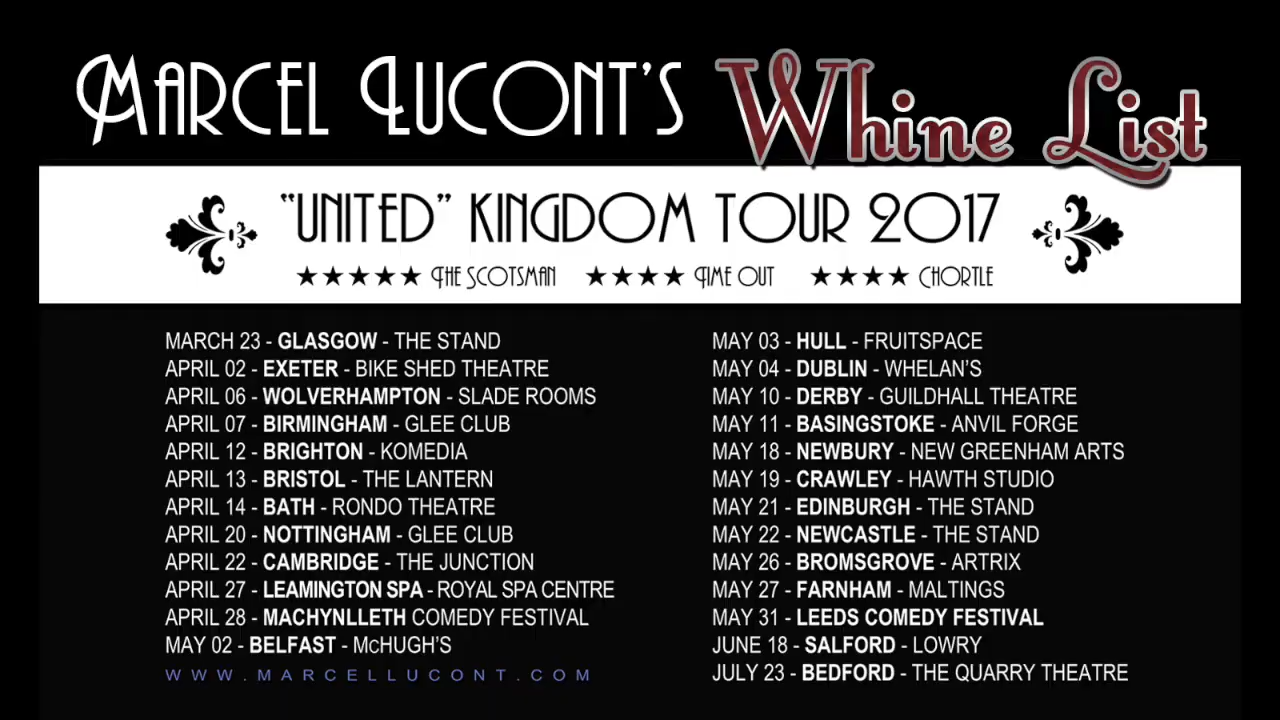 MARCEL LUCONT'S Whine List
"UNITED" KINGDOM TOUR 2017
★★★★★ THE SCOTSMAN ★★★★ TIME OUT ★★★★ CHORTLE
MARCH 23 - GLASGOW - THE STAND
APRIL 02 - EXETER - BIKE SHED THEATRE
APRIL 06 - WOLVERHAMPTON - SLADE ROOMS
APRIL 07 - BIRMINGHAM - GLEE CLUB
APRIL 12 - BRIGHTON - KOMEDIA
APRIL 13 - BRISTOL - THE LANTERN
APRIL 14 - BATH - RONDO THEATRE
APRIL 20 - NOTTINGHAM - GLEE CLUB
APRIL 22 - CAMBRIDGE - THE JUNCTION
APRIL 27 - LEAMINGTON SPA - ROYAL SPA CENTRE
APRIL 28 - MACHYNLLETH COMEDY FESTIVAL
MAY 02 - BELFAST - McHUGH'S
WWW.MARCELLUCONT.COM
MAY 03 - HULL - FRUITSPACE
MAY 04 - DUBLIN - WHELAN'S
MAY 10 - DERBY - GUILDHALL THEATRE
MAY 11 - BASINGSTOKE - ANVIL FORGE
MAY 18 - NEWBURY - NEW GREENHAM ARTS
MAY 19 - CRAWLEY - HAWTH STUDIO
MAY 21 - EDINBURGH - THE STAND
MAY 22 - NEWCASTLE - THE STAND
MAY 26 - BROMSGROVE - ARTRIX
MAY 27 - FARNHAM - MALTINGS
MAY 31 - LEEDS COMEDY FESTIVAL
JUNE 18 - SALFORD - LOWRY
JULY 23 - BEDFORD - THE QUARRY THEATRE